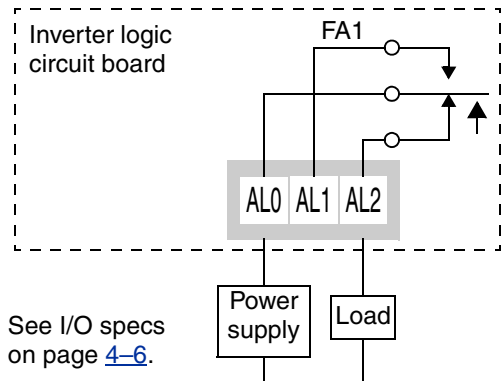 Inverter logic
circuit board
FA1
AL0 AL1 AL2
Power
supply
Load
See I/O specs
on page 4–6.